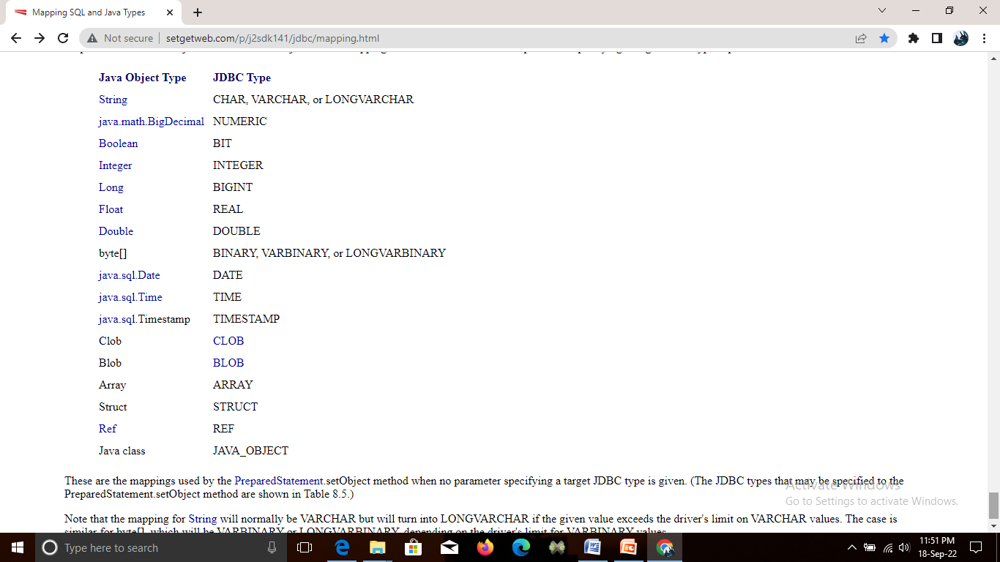 Mapping SQL and Java Types
Not secure
setgetweb.com/p/j2sdk141/jdbc/mapping.html
Java Object Type JDBC Type
String CHAR, VARCHAR, or LONGVARCHAR
java.math.BigDecimal NUMERIC
Boolean BIT
Integer INTEGER
Long BIGINT
Float REAL
Double DOUBLE
byte[] BINARY, VARBINARY, or LONGVARBINARY
java.sql.Date DATE
java.sql.Time TIME
java.sql.Timestamp TIMESTAMP
Clob CLOB
Blob BLOB
Array ARRAY
Struct STRUCT
Ref REF
Java class JAVA_OBJECT
These are the mappings used by the PreparedStatement.setObject method when no parameter specifying a target JDBC type is given. (The JDBC types that may be specified to the
PreparedStatement.setObject method are shown in Table 8.5.)
Activate Windows
Go to Settings to activate Windows.
Note that the mapping for String will normally be VARCHAR but will turn into LONGVARCHAR if the given value exceeds the driver's limit on VARCHAR values. The case is
similar for byte[], which will be VARBINARY or LONGVARBINARY, depending on the driver's limit for VARBINARY values.
Type here to search
11:51 PM
18-Sep-22